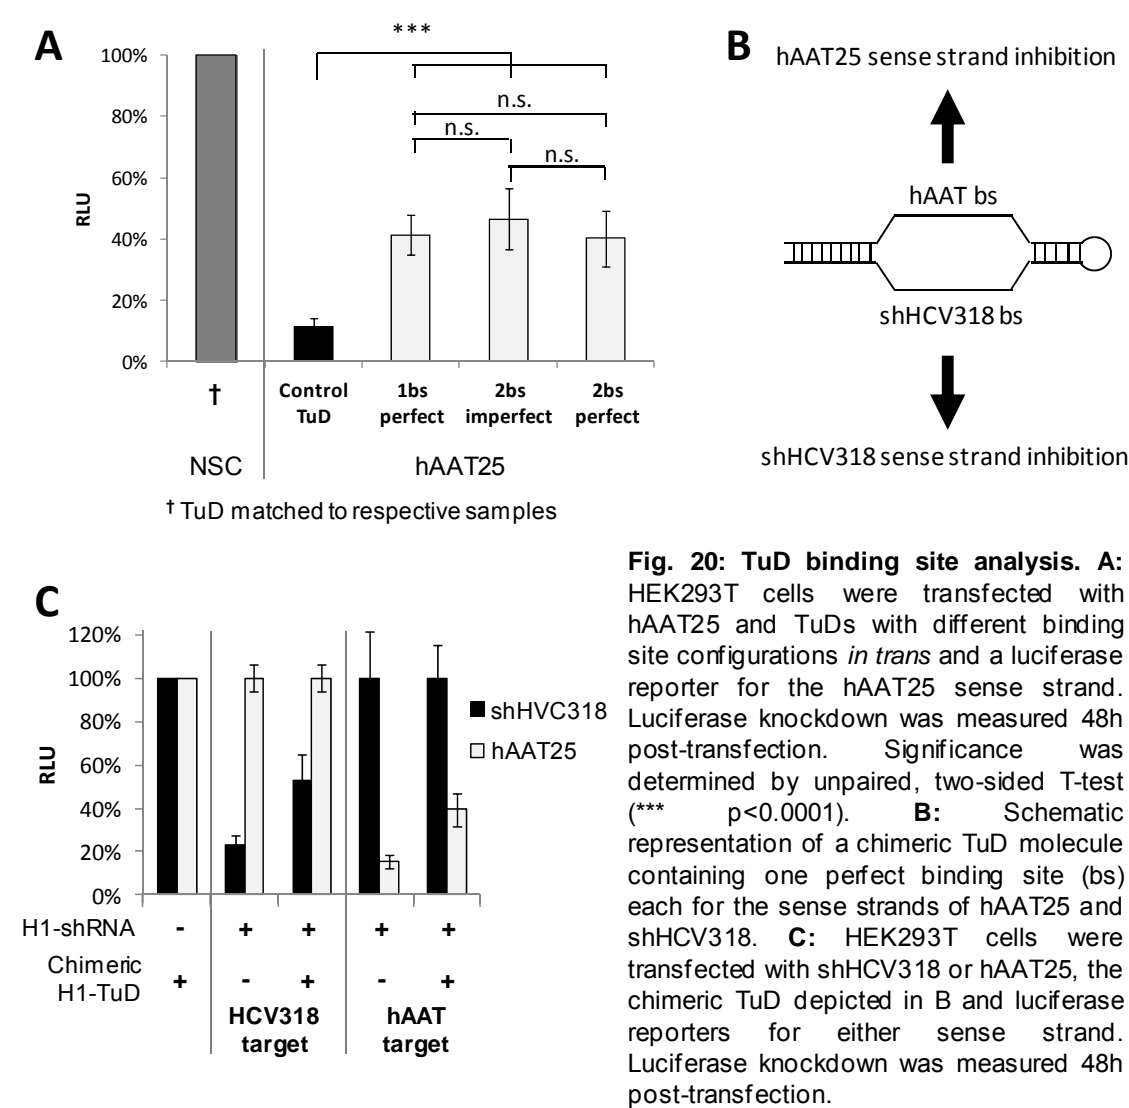 A
***
100%
n.s.
80%
n.s.
n.s.
60%
RLU
40%
20%
0%
†
Control
TuD
1bs
perfect
2bs
imperfect
2bs
perfect
NSC
hAAT25
† TuD matched to respective samples
B
hAAT25 sense strand inhibition
hAAT bs
shHCV318 bs
shHCV318 sense strand inhibition
C
120%
100%
80%
60%
RLU
40%
20%
0%
shHVC318
hAAT25
H1-shRNA - + + + +
Chimeric
H1-TuD + - + - +
HCV318
target
hAAT
target
Fig. 20: TuD binding site analysis. A:
HEK293T cells were transfected with
hAAT25 and TuDs with different binding
site configurations in trans and a luciferase
reporter for the hAAT25 sense strand.
Luciferase knockdown was measured 48h
post-transfection. Significance was
determined by unpaired, two-sided T-test
(*** p<0.0001). B: Schematic
representation of a chimeric TuD molecule
containing one perfect binding site (bs)
each for the sense strands of hAAT25 and
shHCV318. C: HEK293T cells were
transfected with shHCV318 or hAAT25, the
chimeric TuD depicted in B and luciferase
reporters for either sense strand.
Luciferase knockdown was measured 48h
post-transfection.